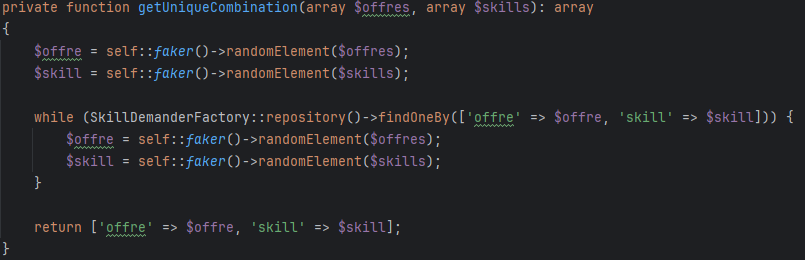 private function getUniqueCombination(array $offres, array $skills): array
{
    $offre = self::faker()->randomElement($offres);
    $skill = self::faker()->randomElement($skills);

    while (SkillDemanderFactory::repository()->findOneBy(['offre' => $offre, 'skill' => $skill])) {
        $offre = self::faker()->randomElement($offres);
        $skill = self::faker()->randomElement($skills);
    }

    return ['offre' => $offre, 'skill' => $skill];
}